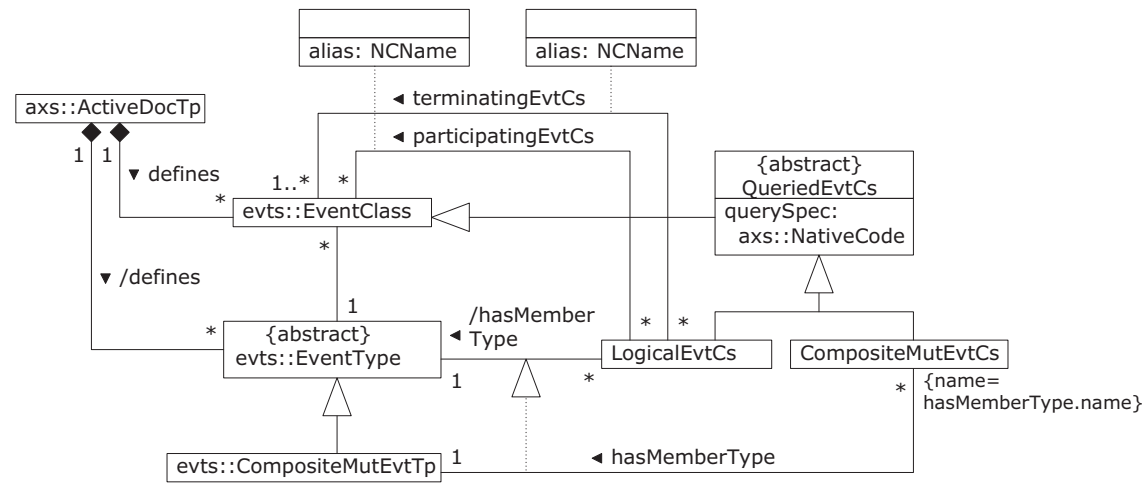 alias: NCName
alias: NCName
◄ terminatingEvtCs
axs::ActiveDocTp
◄ participatingEvtCs
1
1
{abstract}
QueriedEvtCs
▼ defines
1..*
*
*
evts::EventClass
querySpec:
axs::NativeCode
*
▼ /defines
1
/hasMember
◄ Type
*
*
*
{abstract}
evts::EventType
LogicalEvtCs
CompositeMutEvtCs
1
*
*
{name=
hasMemberType.name}
evts::CompositeMutEvtTp
1
◄ hasMemberType